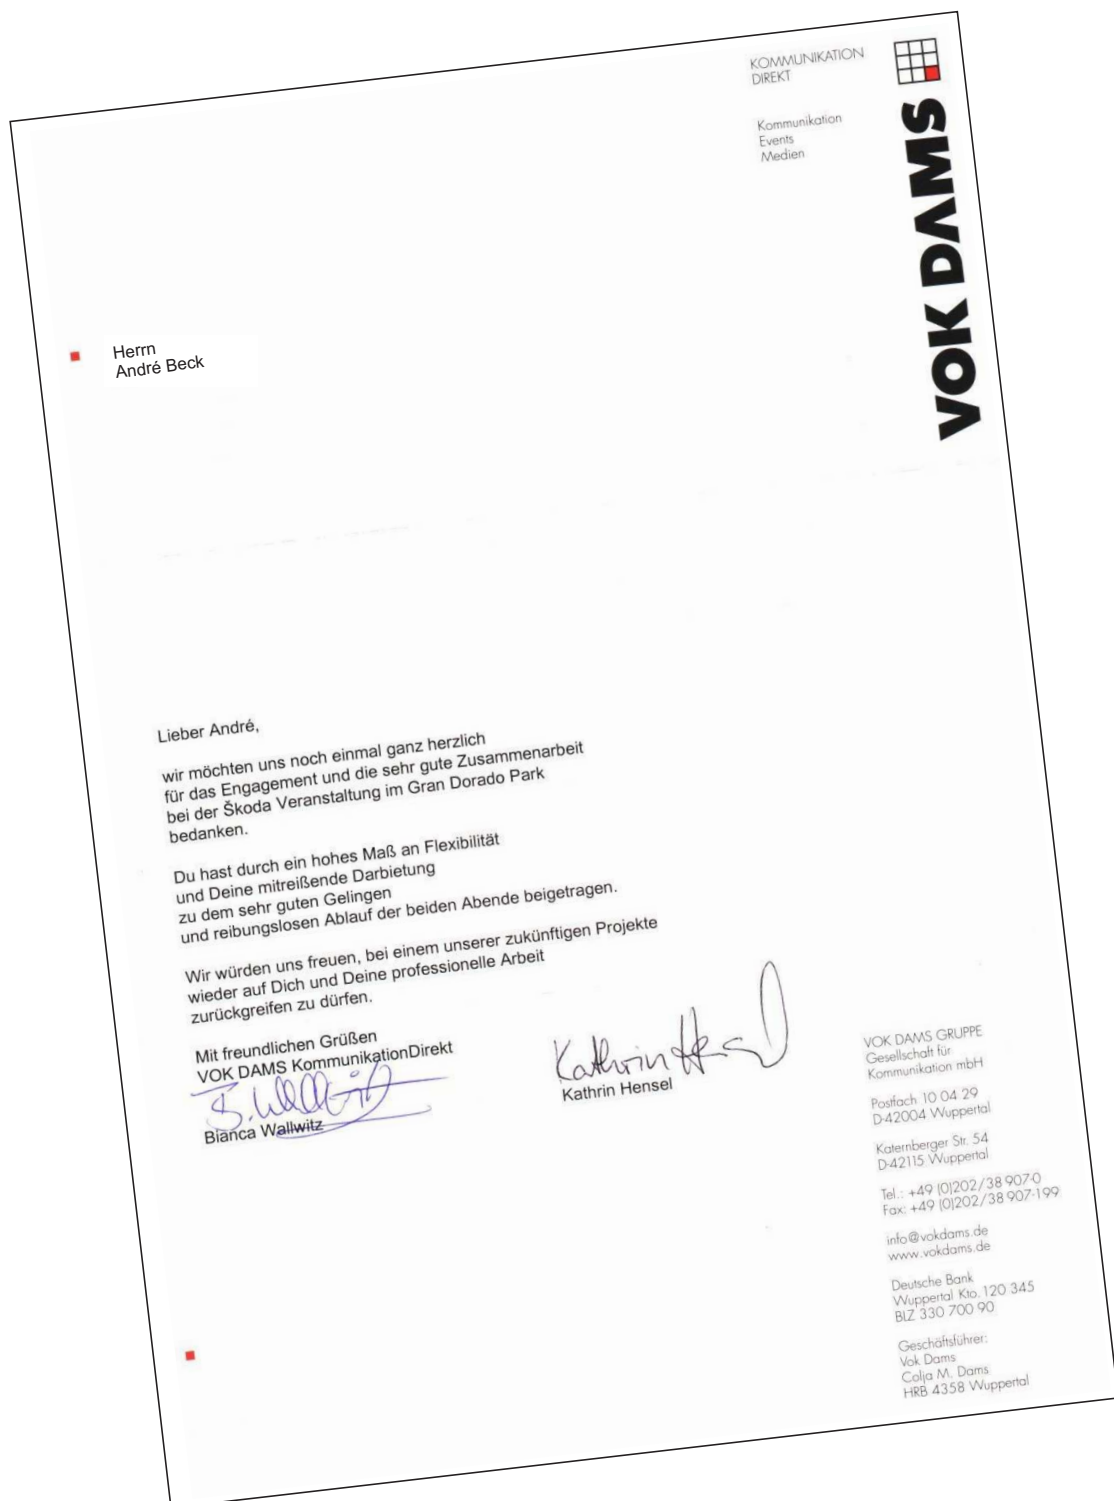 KOMMUNIKATION
DIREKT
Kommunikation
Events
Medien
VOK DAMS
Herrn
André Beck
Lieber André,
wir möchten uns noch einmal ganz herzlich
für das Engagement und die sehr gute Zusammenarbeit
bei der Škoda Veranstaltung im Gran Dorado Park
bedanken.
Du hast durch ein hohes Maß an Flexibilität
und Deine mitreißende Darbietung
zu dem sehr guten Gelingen
und reibungslosen Ablauf der beiden Abende beigetragen.
Wir würden uns freuen, bei einem unserer zukünftigen Projekte
wieder auf Dich und Deine professionelle Arbeit
zurückgreifen zu dürfen.
Mit freundlichen Grüßen
VOK DAMS KommunikationDirekt
B. Wallwitz
Bianca Wallwitz
Kathrin Hensel
Kathrin Hensel
VOK DAMS GRUPPE
Gesellschaft für
Kommunikation mbH
Postfach 10 04 29
D-42004 Wuppertal
Katernberger Str. 54
D-42115 Wuppertal
Tel.: +49 (0)202/38 907-0
Fax: +49 (0)202/38 907-199
info@vokdams.de
www.vokdams.de
Deutsche Bank
Wuppertal Kto. 120 345
BLZ 330 700 90
Geschäftsführer:
Vok Dams
Colja M. Dams
HRB 4358 Wuppertal